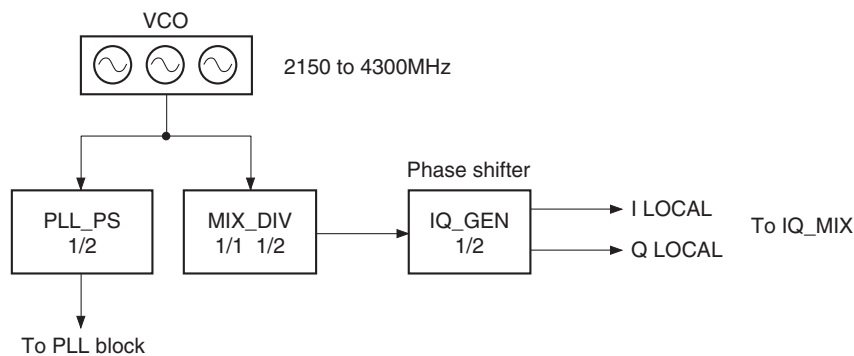 VCO
2150 to 4300MHz
Phase shifter
PLL_PS
1/2
MIX_DIV
1/1 1/2
IQ_GEN
1/2
I LOCAL
Q LOCAL
To IQ_MIX
To PLL block